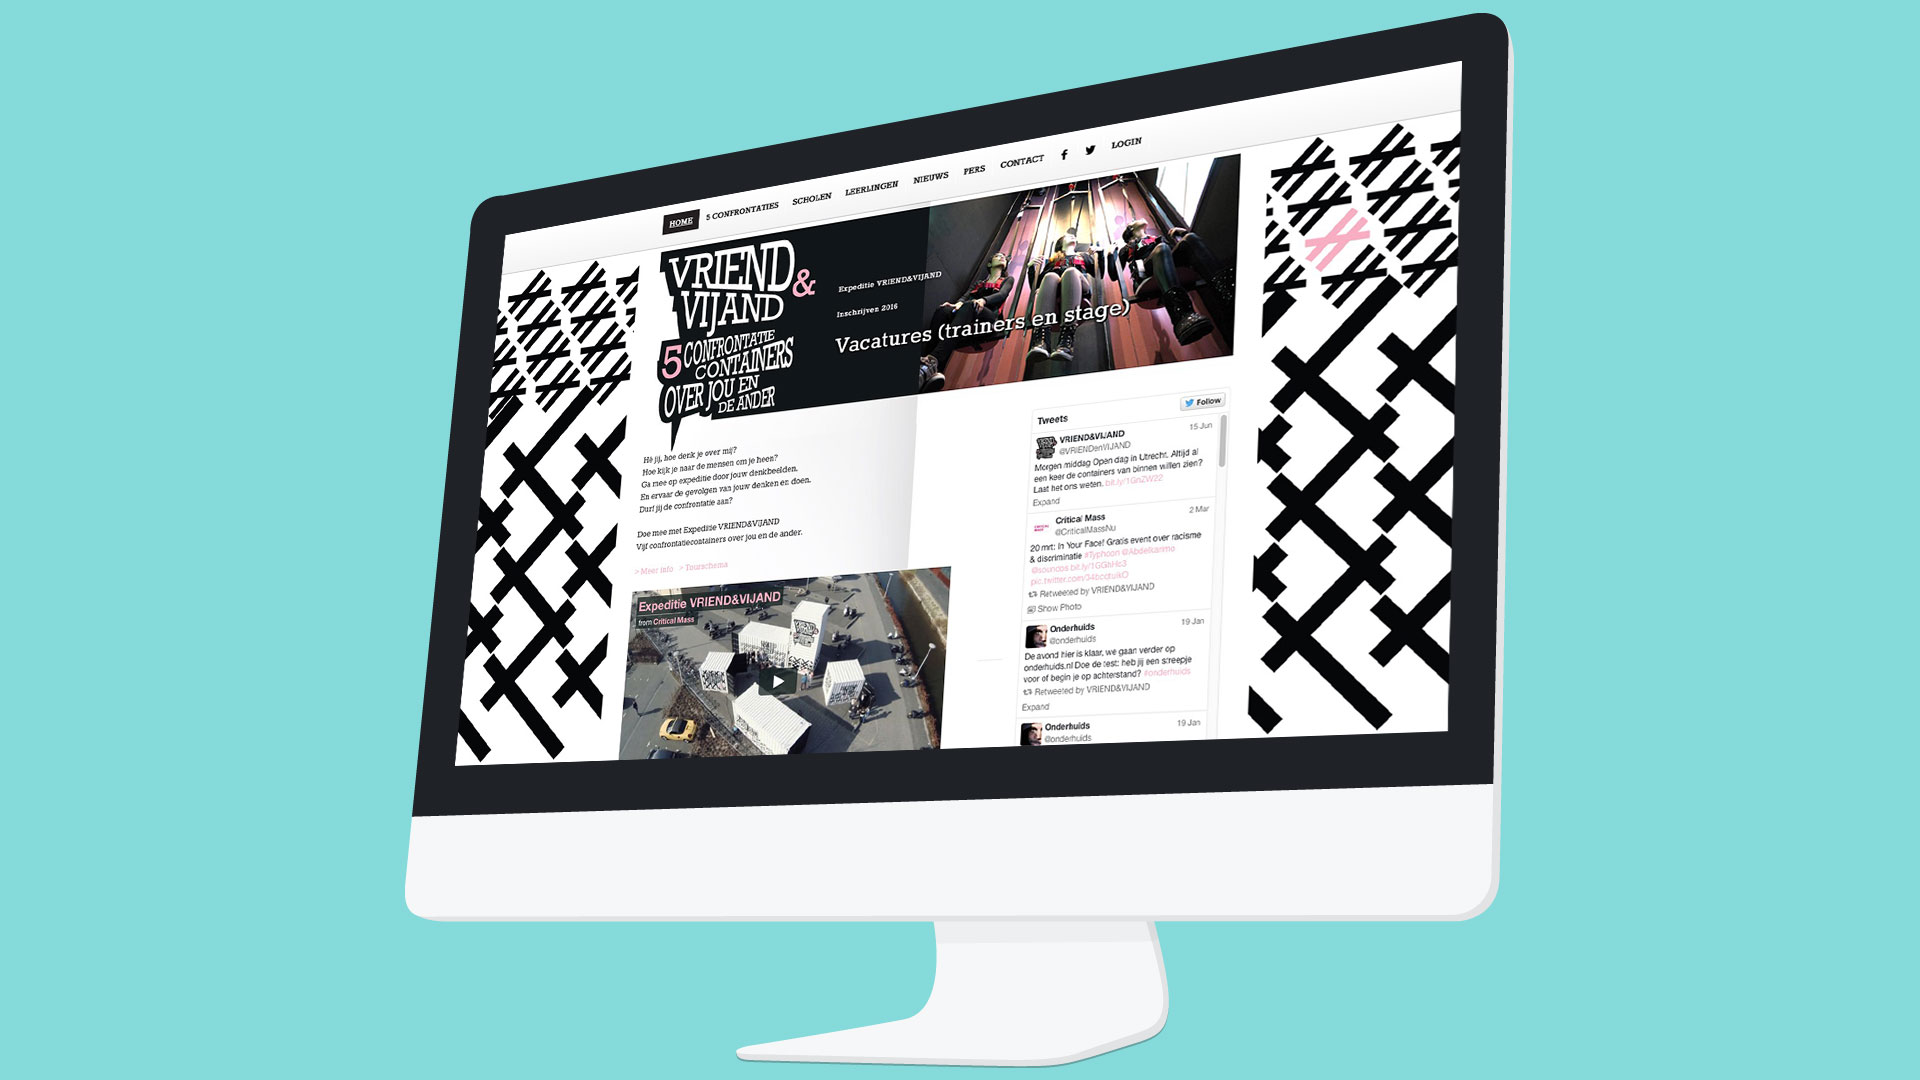 HOME 5 CONFRONTATIES SCHOLEN LEERLINGEN NIEUWS PERS CONTACT LOGIN
VRIEND
&
VIJAND
5 CONFRONTATIE
CONTAINERS
OVER JOU EN
DE ANDER
Expeditie VRIEND&VIJAND
Inschrijven 2016
Vacatures (trainers en stage)
Hé jij, hoe denk je over mij?
Hoe kijk je naar de mensen om je heen?
Ga mee op expeditie door jouw denkbeelden.
En ervaar de gevolgen van jouw denken en doen.
Durf jij de confrontatie aan?
Doe mee met Expeditie VRIEND&VIJAND
Vijf confrontatiecontainers over jou en de ander.
> Meer info > Tourschema
Expeditie VRIEND&VIJAND
from Critical Mass
Tweets
Follow
VRIEND&VIJAND 15 Jun
@VRIENDenVIJAND
Morgen middag Open dag in Utrecht. Altijd al
een keer de containers van binnen willen zien?
Laat het ons weten. bit.ly/1GnZW22
Expand
Critical Mass 2 Mar
@CriticalMassNu
20 mrt: In Your Face! Gratis event over racisme
& discriminatie #Typhoon @Abdelkarime
Retweeted by VRIEND&VIJAND
Show Photo
Onderhuids 19 Jan
@onderhuids
De avond hier is klaar, we gaan verder op
onderhuids.nl Doe de test: heb jij een streepje
voor of begin je op achterstand? #onderhuids
Retweeted by VRIEND&VIJAND
Expand
Onderhuids 19 Jan
@onderhuids